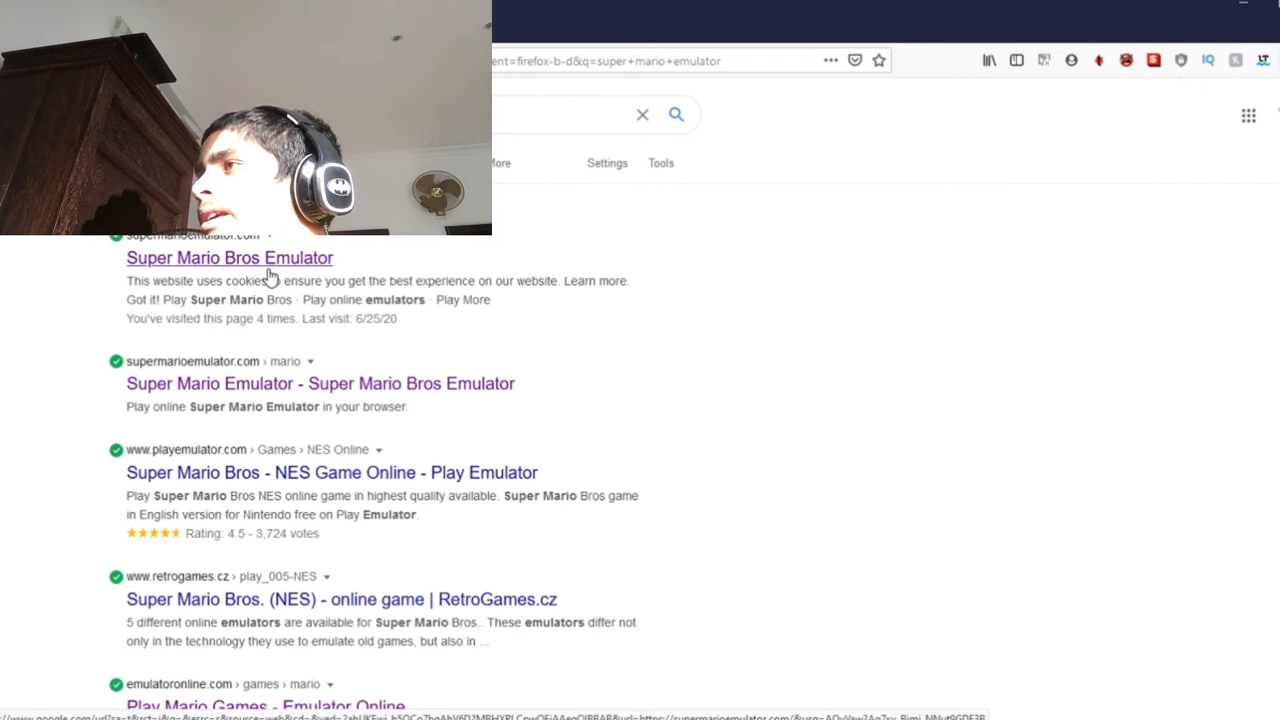 ent=firefox-b-d&q=super+mario+emulator
More
Settings
Tools
supermarioemulator.com
Super Mario Bros Emulator
This website uses cookies ensure you get the best experience on our website. Learn more.
Got it! Play Super Mario Bros · Play online emulators · Play More
You've visited this page 4 times. Last visit: 6/25/20
supermarioemulator.com › mario
Super Mario Emulator - Super Mario Bros Emulator
Play online Super Mario Emulator in your browser.
www.playemulator.com › Games › NES Online
Super Mario Bros - NES Game Online - Play Emulator
Play Super Mario Bros NES online game in highest quality available. Super Mario Bros game
in English version for Nintendo free on Play Emulator.
Rating: 4.5 - 3,724 votes
www.retrogames.cz › play_005-NES
Super Mario Bros. (NES) - online game | RetroGames.cz
5 different online emulators are available for Super Mario Bros.. These emulators differ not
only in the technology they use to emulate old games, but also in ...
emulatoronline.com › games › mario
Play Mario Games - Emulator Online